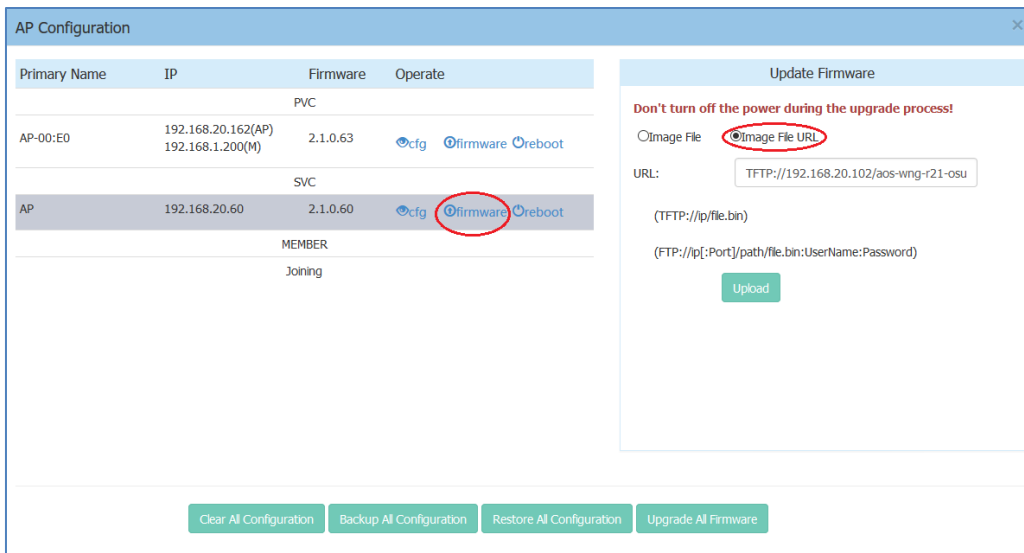 AP Configuration
Primary Name IP Firmware Operate
PVC
AP-00:E0 192.168.20.162(AP) 2.1.0.63 cfg firmware reboot
192.168.1.200(M)
SVC
AP 192.168.20.60 2.1.0.60 cfg firmware reboot
MEMBER
Joining
Update Firmware
Don't turn off the power during the upgrade process!
Image File Image File URL
URL: TFTP://192.168.20.102/aos-wng-r21-osu
(TFTP://ip/file.bin)
(FTP://ip[:Port]/path/file.bin:UserName:Password)
Upload
Clear All Configuration Backup All Configuration Restore All Configuration Upgrade All Firmware